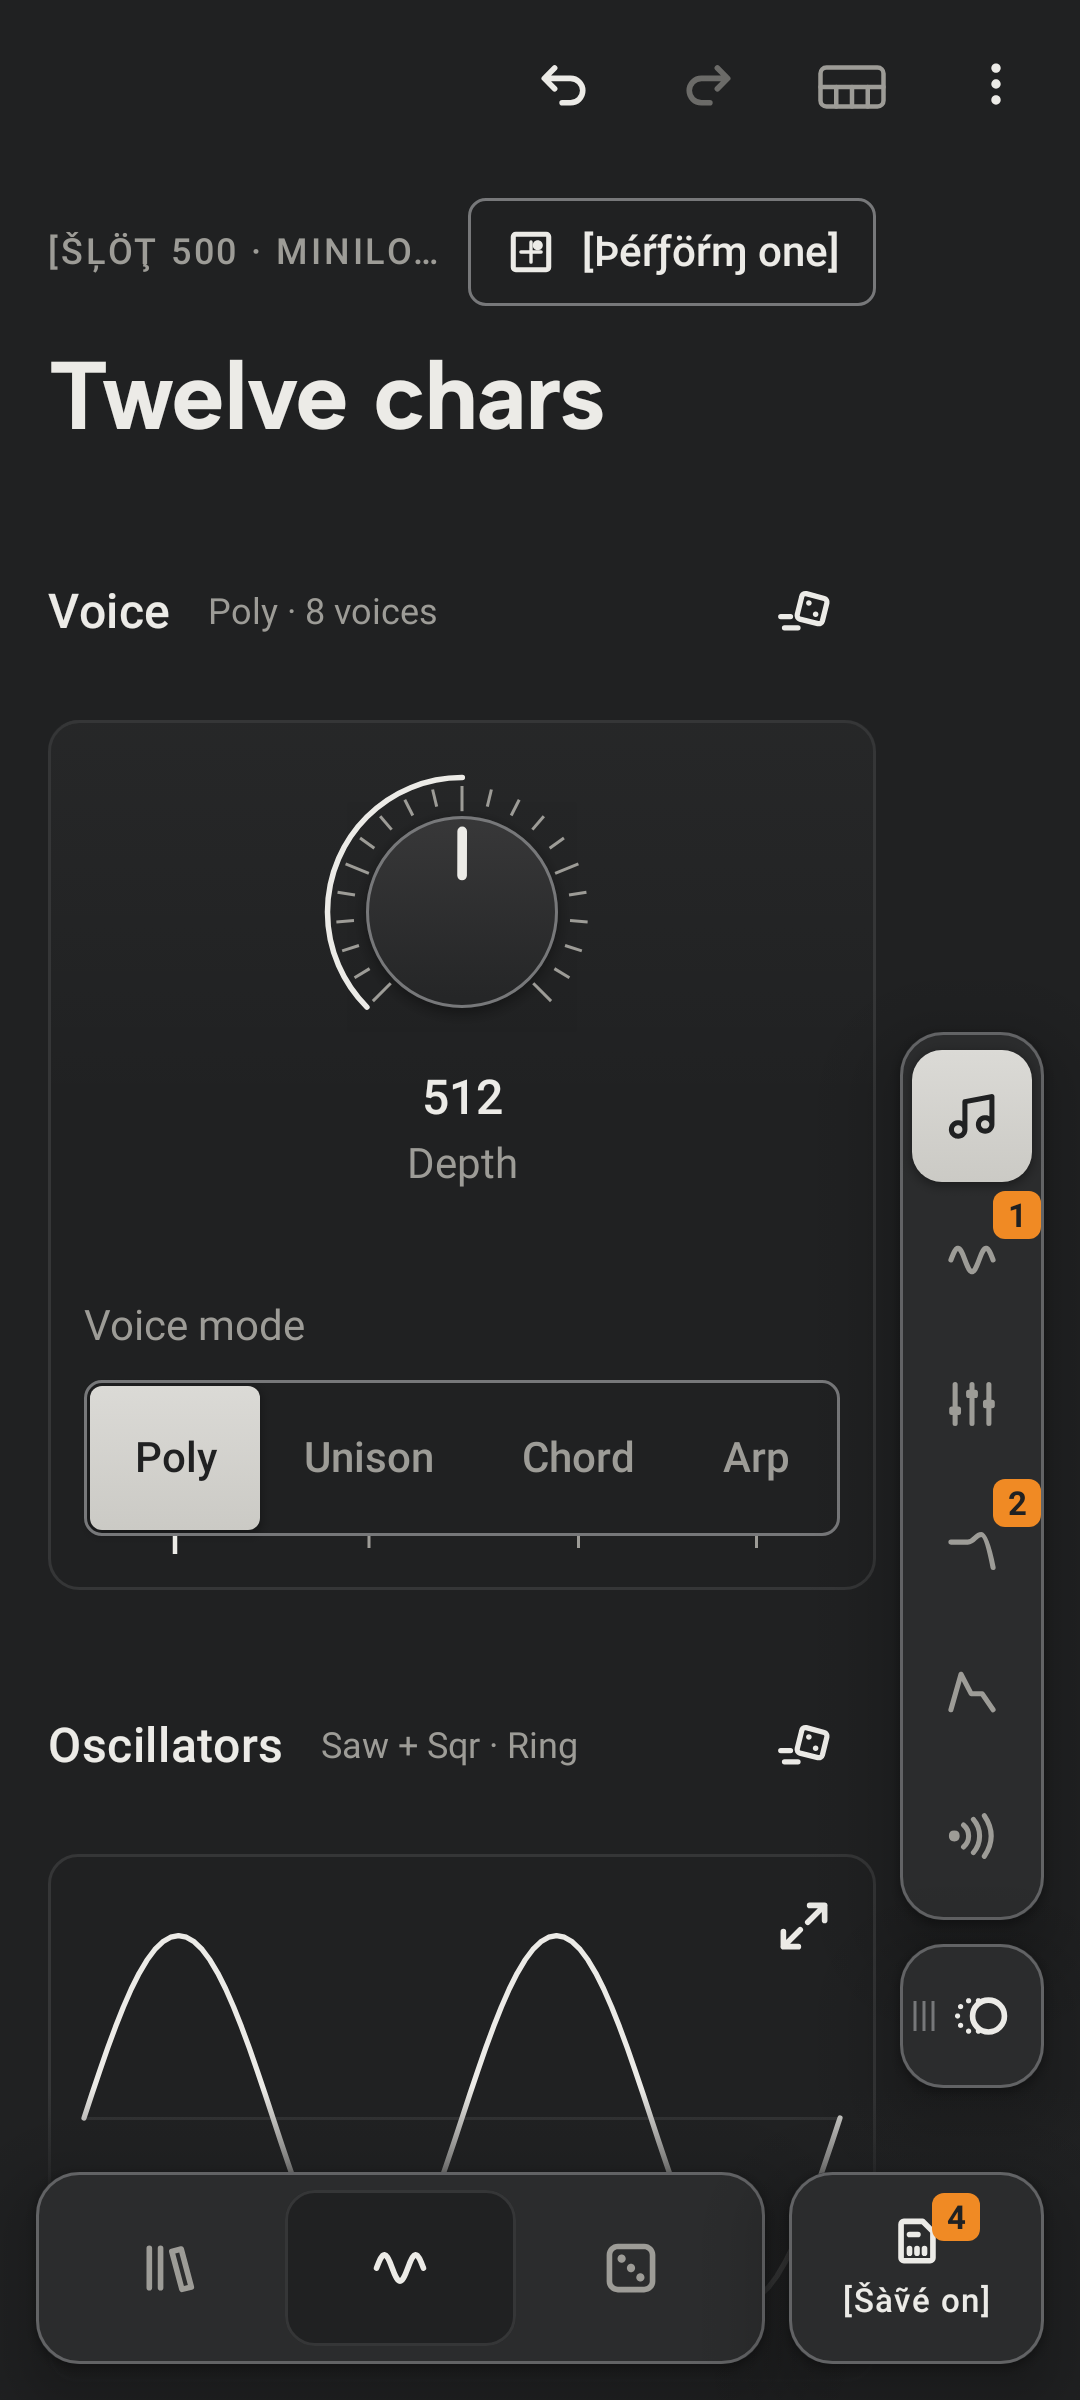 [ŠĻÖŢ 500 · MINILO…
[Þéŕƒöŕɱ one]
Twelve chars
Voice Poly · 8 voices
512
Depth
1
Voice mode
Poly Unison Chord Arp
2
Oscillators Saw + Sqr · Ring
4
[Šàṽé on]